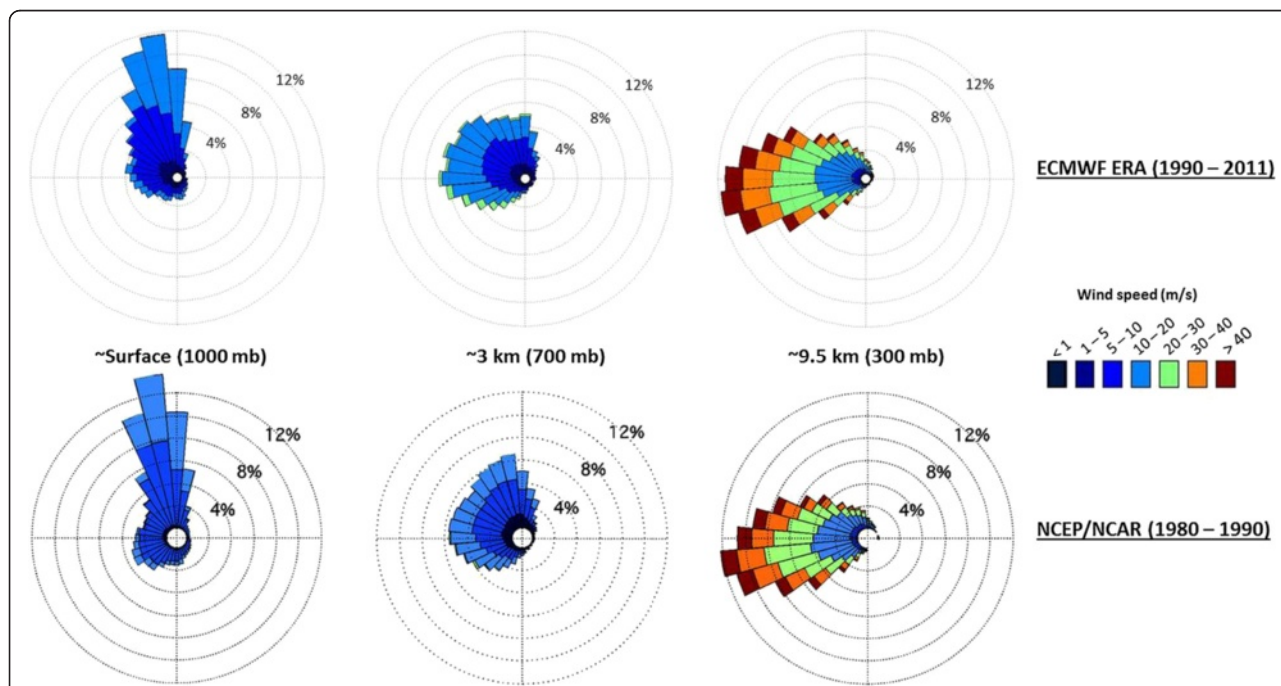 12%
8%
4%
12%
8%
4%
12%
8%
4%
ECMWF ERA (1990 – 2011)
Wind speed (m/s)
< 1
1 – 5
5 – 10
10 – 20
20 – 30
30 – 40
> 40
~Surface (1000 mb)
~3 km (700 mb)
~9.5 km (300 mb)
12%
8%
4%
12%
8%
4%
12%
8%
4%
NCEP/NCAR (1980 – 1990)